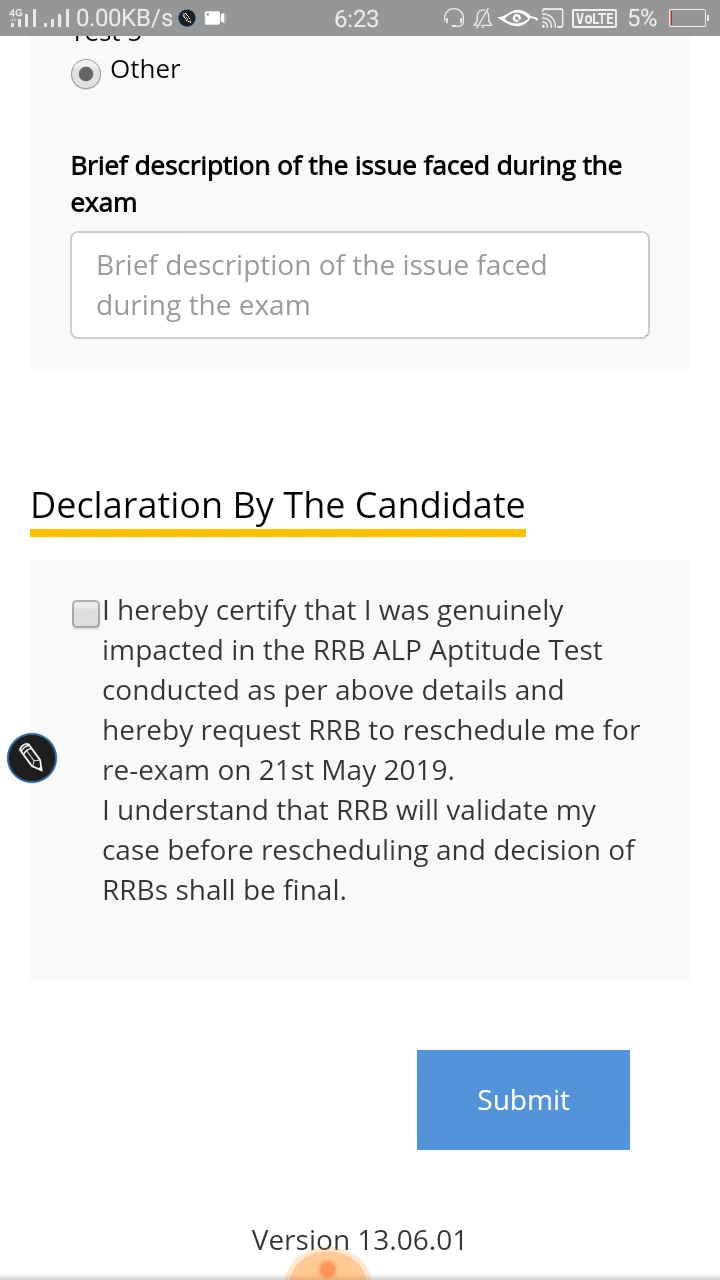 4G 0.00KB/s 6:23 VoLTE 5%
Other
Brief description of the issue faced during the
exam
Brief description of the issue faced
during the exam
Declaration By The Candidate
I hereby certify that I was genuinely
impacted in the RRB ALP Aptitude Test
conducted as per above details and
hereby request RRB to reschedule me for
re-exam on 21st May 2019.
I understand that RRB will validate my
case before rescheduling and decision of
RRBs shall be final.
Submit
Version 13.06.01